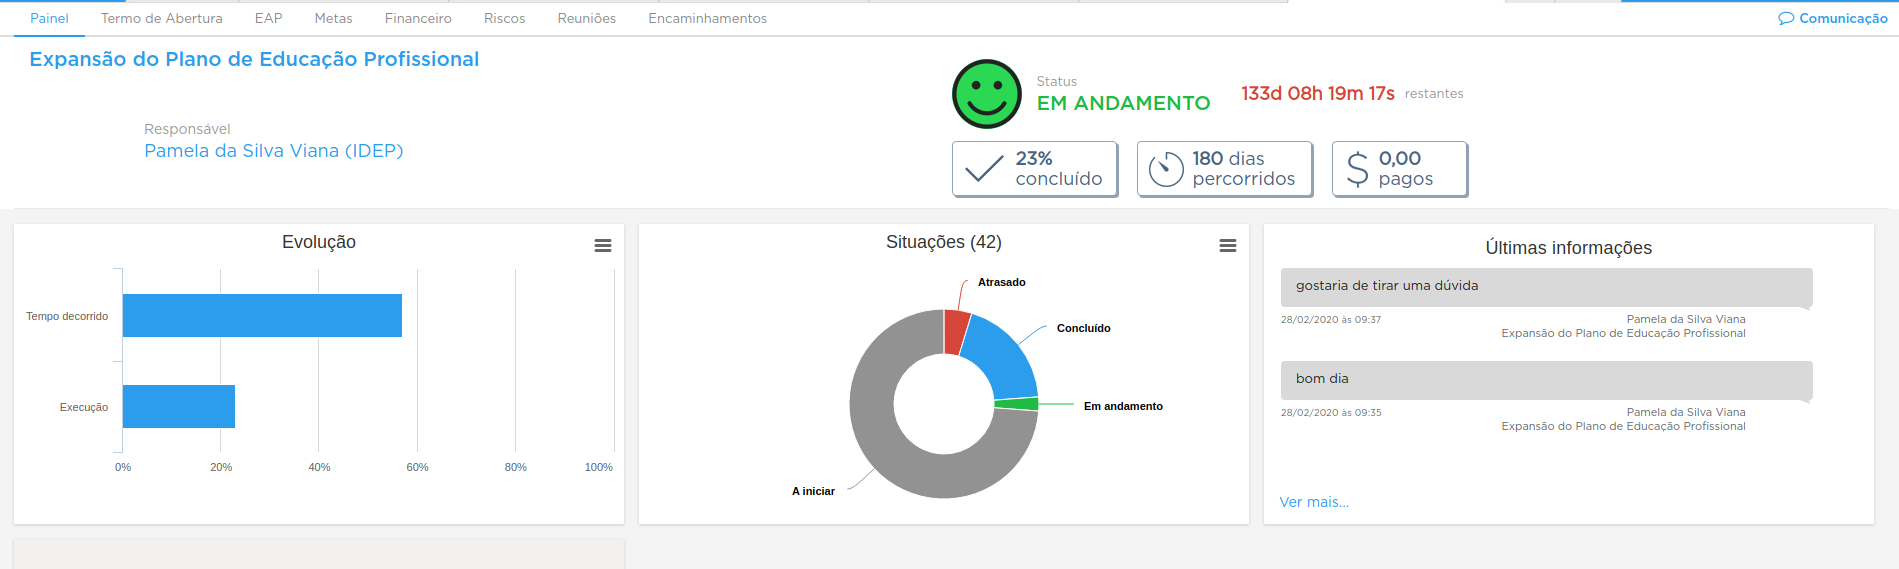 Painel
Termo de Abertura
EAP
Metas
Financeiro
Riscos
Reuniões
Encaminhamentos
Comunicação
Expansão do Plano de Educação Profissional
Responsável
Pamela da Silva Viana (IDEP)
Status
EM ANDAMENTO
133d 08h 19m 17s restantes
23%
concluído
180 dias
percorridos
0,00
pagos
Evolução
Tempo decorrido
Execução
0%
20%
40%
60%
80%
100%
Situações (42)
Atrasado
Concluído
Em andamento
A iniciar
Últimas informações
gostaria de tirar uma dúvida
28/02/2020 às 09:37
Pamela da Silva Viana
Expansão do Plano de Educação Profissional
bom dia
28/02/2020 às 09:35
Pamela da Silva Viana
Expansão do Plano de Educação Profissional
Ver mais...